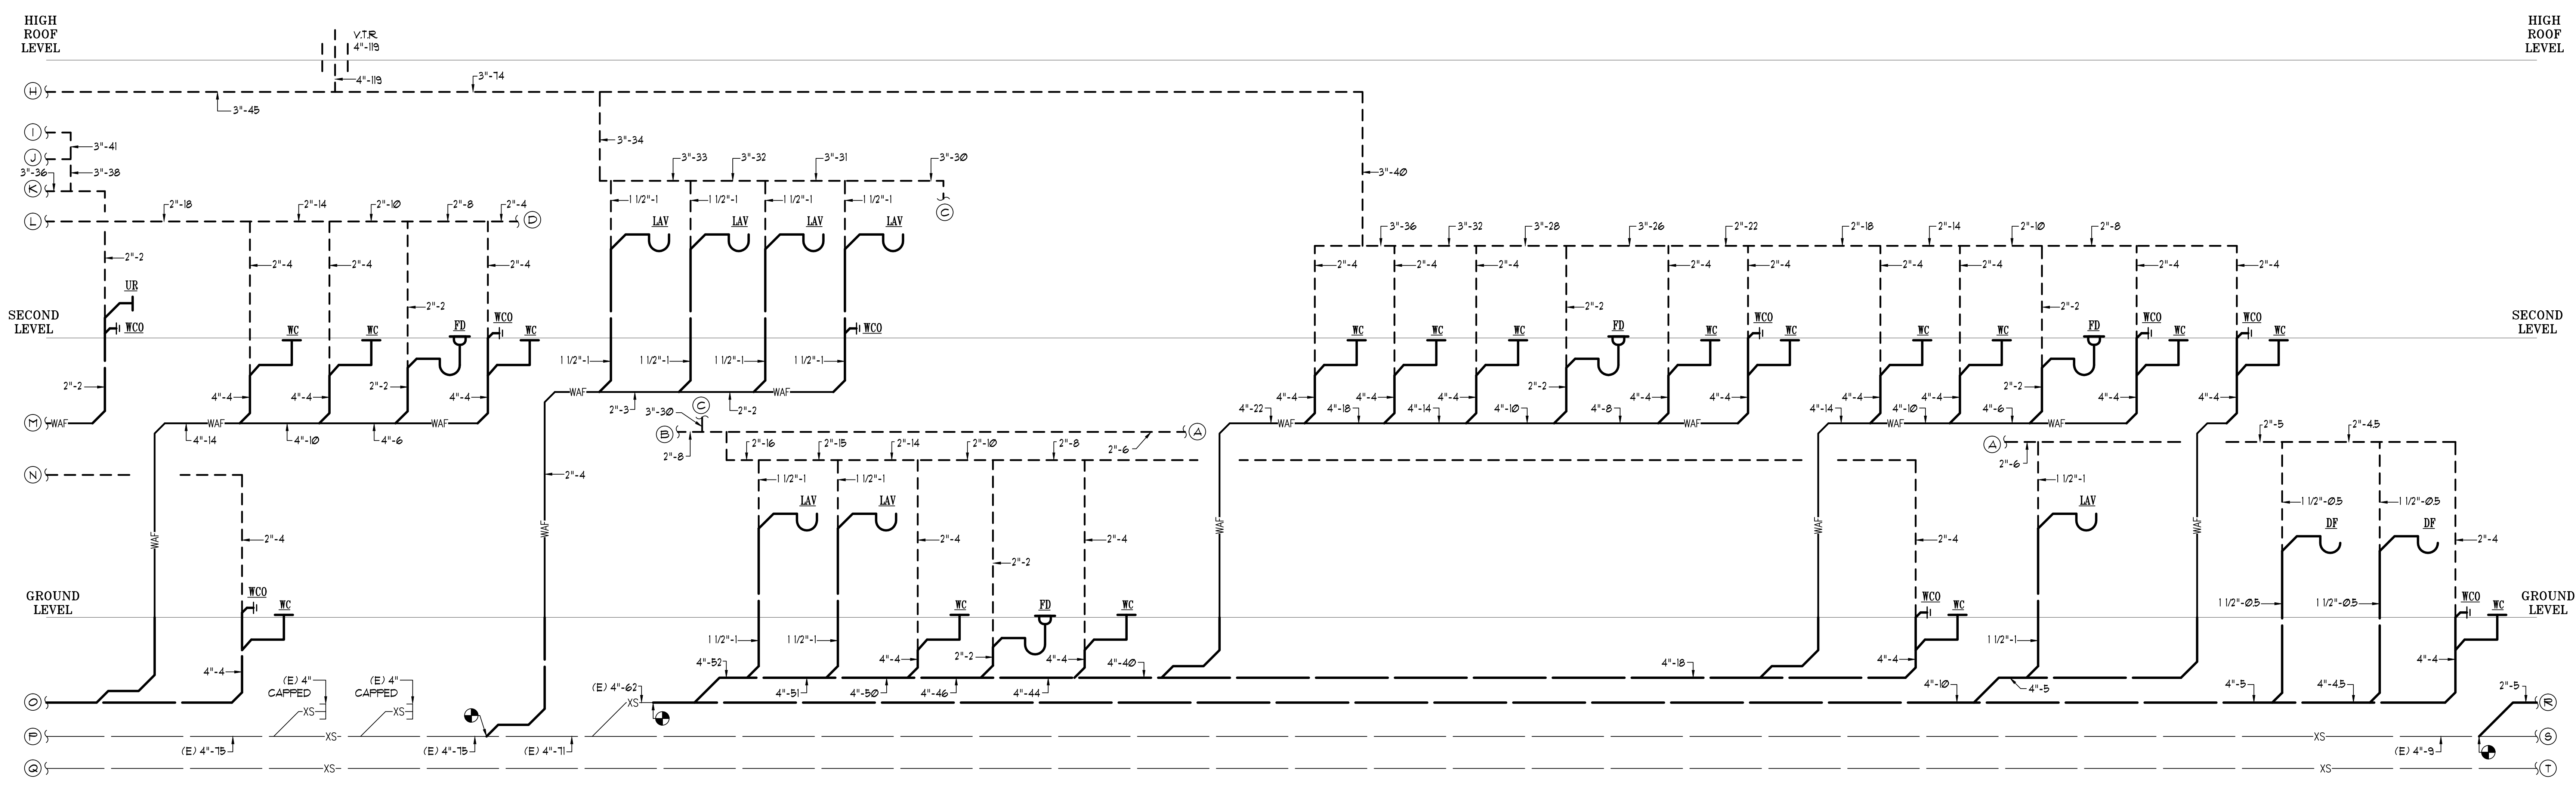 HIGH
ROOF
LEVEL
V.T.R.
4"-119
HIGH
ROOF
LEVEL
4"-119
3"-74
H
3"-45
I
J
3"-41
3"-36
3"-38
K
3"-34
3"-33
3"-32
3"-31
3"-30
3"-40
L
2"-18
2"-14
2"-10
2"-8
2"-4
D
1 1/2"-1
1 1/2"-1
1 1/2"-1
1 1/2"-1
C
LAV
LAV
LAV
LAV
3"-36
3"-32
3"-28
3"-26
2"-22
2"-18
2"-14
2"-10
2"-8
2"-2
2"-4
2"-4
2"-4
2"-4
2"-4
2"-4
2"-4
2"-4
2"-4
2"-4
2"-4
2"-4
2"-4
UR
2"-2
2"-2
2"-2
SECOND
LEVEL
WCO
WC
WC
FD
WCO
WC
WCO
WC
WC
WC
FD
WC
WCO
WC
WC
WC
FD
WCO
WC
WCO
WC
SECOND
LEVEL
1 1/2"-1
1 1/2"-1
1 1/2"-1
1 1/2"-1
2"-2
4"-4
4"-4
2"-2
4"-4
4"-4
4"-4
4"-4
2"-2
4"-4
4"-4
4"-4
4"-4
2"-2
4"-4
4"-4
WAF
WAF
2"-3
3"-30
C
2"-2
M
WAF
WAF
WAF
4"-14
4"-10
4"-6
4"-22
4"-18
4"-14
4"-10
4"-8
WAF
WAF
4"-14
4"-10
4"-6
WAF
WAF
B
A
2"-8
2"-6
2"-16
2"-15
2"-14
2"-10
2"-8
A
2"-6
2"-5
2"-4.5
N
2"-4
1 1/2"-1
1 1/2"-1
1 1/2"-1
LAV
LAV
LAV
1 1/2"-0.5
1 1/2"-0.5
DF
DF
WAF
WAF
WAF
WAF
WAF
2"-4
2"-4
2"-2
2"-4
2"-4
2"-4
GROUND
LEVEL
WCO
WC
WC
FD
WC
WCO
WC
1 1/2"-0.5
1 1/2"-0.5
WCO
WC
GROUND
LEVEL
4"-4
1 1/2"-1
1 1/2"-1
4"-4
2"-2
4"-4
4"-4
1 1/2"-1
4"-4
4"-52
4"-40
4"-18
(E) 4"
CAPPED
(E) 4"
CAPPED
(E) 4"-62
4"-51
4"-50
4"-46
4"-44
4"-10
4"-5
4"-5
4"-4.5
2"-5
O
XS
XS
XS
R
P
XS
(E) 4"-75
(E) 4"-75
(E) 4"-71
XS
(E) 4"-9
S
Q
XS
XS
T